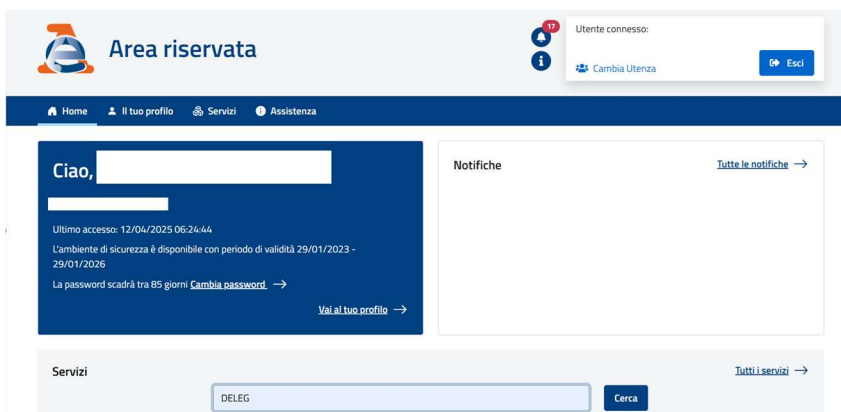 Area riservata
17
Utente connesso:
Cambia Utenza
Esci
Home Il tuo profilo Servizi Assistenza
Ciao,
Ultimo accesso: 12/04/2025 06:24:44
L'ambiente di sicurezza è disponibile con periodo di validità 29/01/2023 -
29/01/2026
La password scadrà tra 85 giorni Cambia password
Vai al tuo profilo
Notifiche
Tutte le notifiche
Servizi
Tutti i servizi
DELEG
Cerca